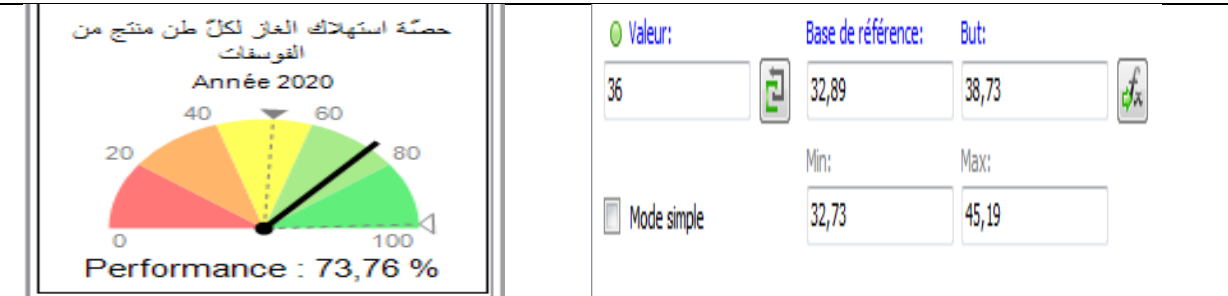 حصّة استهلاك الغاز لكلّ طن منتج من
الفوسفات
Année 2020
40
60
20
80
0
100
Performance : 73,76 %
Valeur:
Base de référence:
But:
36
32,89
38,73
fx
Min:
Max:
Mode simple
32,73
45,19